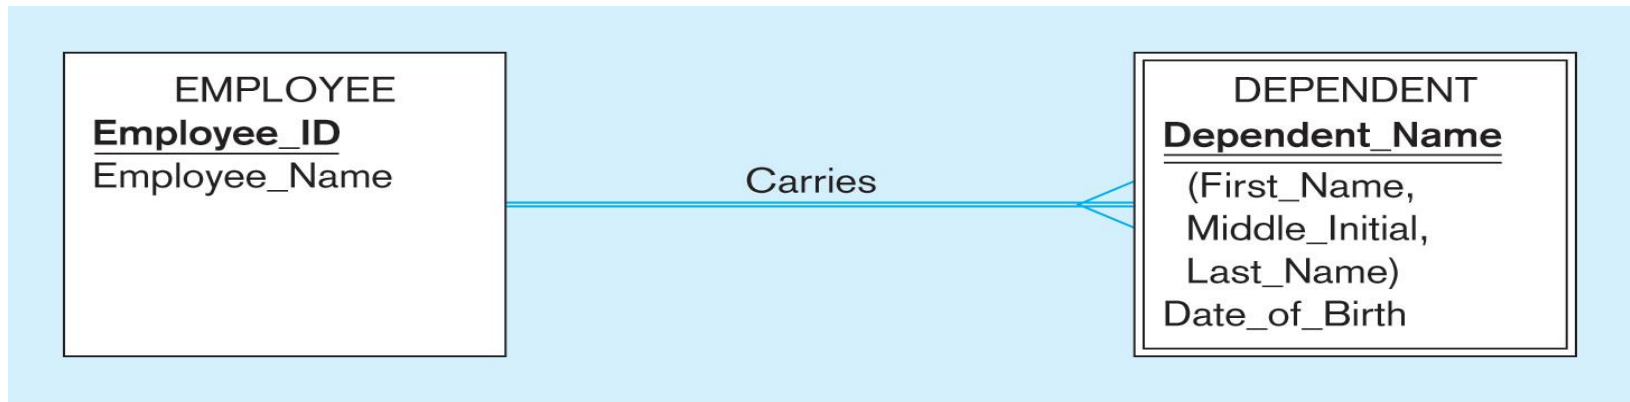 EMPLOYEE
Employee_ID
Employee_Name
Carries
DEPENDENT
Dependent_Name
(First_Name,
Middle_Initial,
Last_Name)
Date_of_Birth